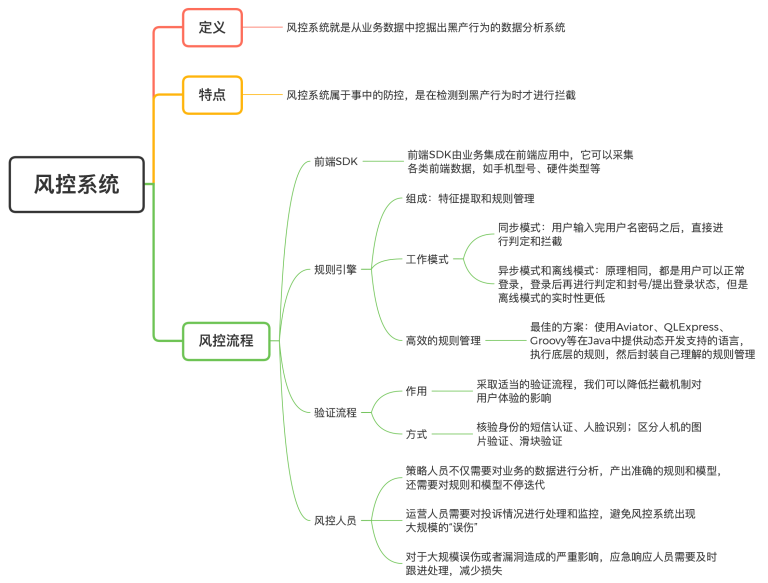 风控系统
定义
风控系统就是从业务数据中挖掘出黑产行为的数据分析系统
特点
风控系统属于事中的防控，是在检测到黑产行为时才进行拦截
风控流程
前端SDK
前端SDK由业务集成在前端应用中，它可以采集
各类前端数据，如手机型号、硬件类型等
规则引擎
组成：特征提取和规则管理
工作模式
同步模式：用户输入完用户名密码之后，直接进
行判定和拦截
异步模式和离线模式：原理相同，都是用户可以正常
登录，登录后再进行判定和封号/提出登录状态，但是
离线模式的实时性更低
高效的规则管理
最佳的方案：使用Aviator、QLExpress、
Groovy等在Java中提供动态开发支持的语言，
执行底层的规则，然后封装自己理解的规则管理
验证流程
作用
采取适当的验证流程，我们可以降低拦截机制对
用户体验的影响
方式
核验身份的短信认证、人脸识别；区分人机的图
片验证、滑块验证
风控人员
策略人员不仅需要对业务的数据进行分析，产出准确的规则和模型，
还需要对规则和模型不停迭代
运营人员需要对投诉情况进行处理和监控，避免风控系统出现
大规模的“误伤”
对于大规模误伤或者漏洞造成的严重影响，应急响应人员需要及时
跟进处理，减少损失